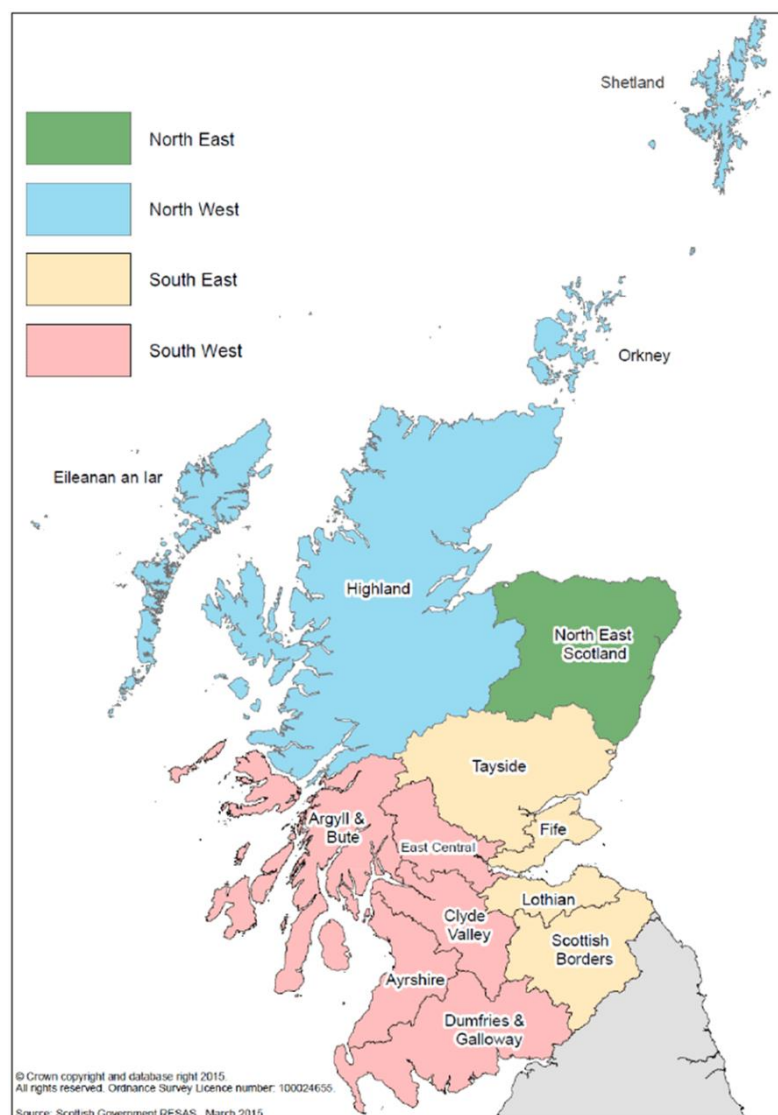 Shetland
North East
North West
South East
South West
Orkney
Eileanan an Iar
Highland
North East
Scotland
Tayside
Argyll &
Bute
Fife
East Central
Lothian
Clyde
Valley
Scottish
Borders
Ayrshire
Dumfries &
Galloway
© Crown copyright and database right 2015.
All rights reserved. Ordnance Survey Licence number: 100024655.
Source: Scottish Government RESAS, March 2015